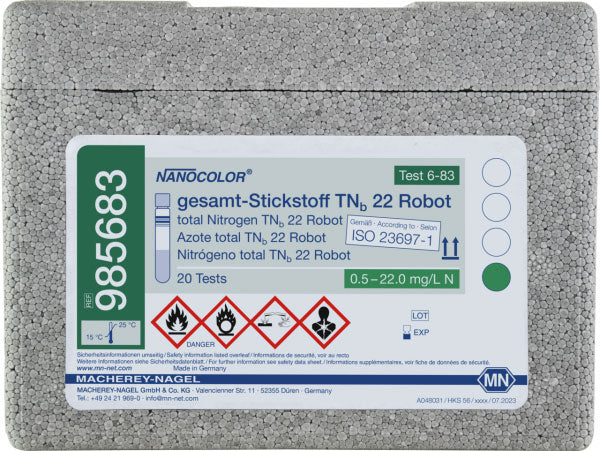 NANOCOLOR®
Test 6-83
gesamt-Stickstoff TNb 22 Robot
total Nitrogen TNb 22 Robot
Azote total TNb 22 Robot
Nitrógeno total TNb 22 Robot
Gemäß · According to · Selon
ISO 23697-1
20 Tests
0.5–22.0 mg/L N
REF
985683
15 °C
25 °C
DANGER
LOT
EXP
Sicherheitsinformationen umseitig / Safety information listed overleaf / Informations de sécurité, voir au recto
Weitere Informationen siehe Sicherheitsdatenblatt. / For further information see safety data sheet. / Informations supplémentaires, voir fiche de données de sécurité.
www.mn-net.com Made in Germany
MACHEREY-NAGEL
MN
MACHEREY-NAGEL GmbH & Co. KG · Valencienner Str. 11 · 52355 Düren · Germany
Tel.: +49 24 21 969-0 · info@mn-net.com
A048031 / HKS 56 / xxxx / 07.2023